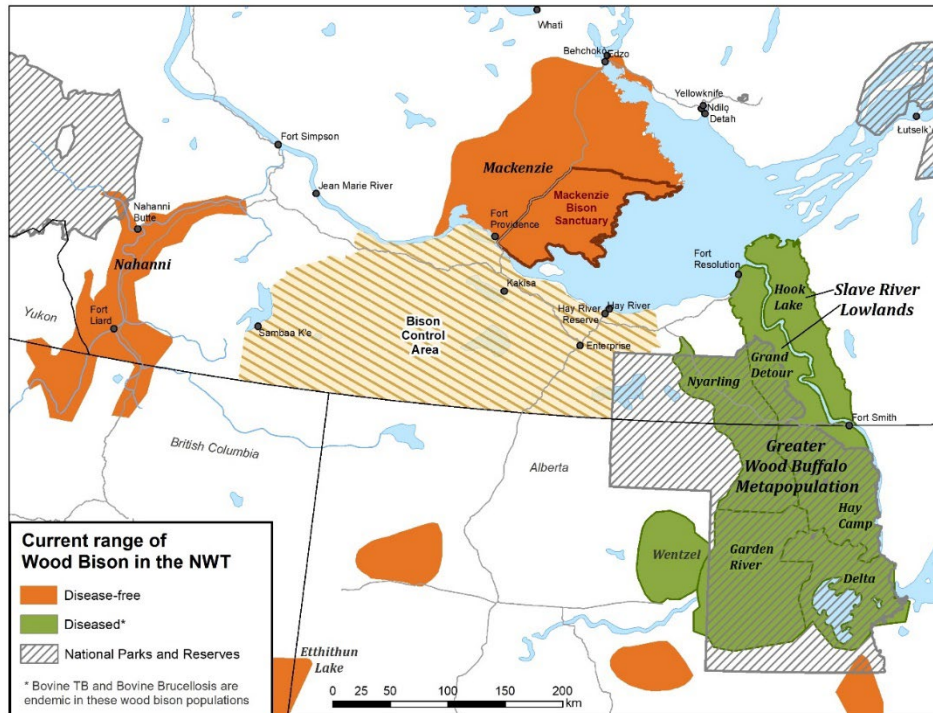 Whatì
Behchokǫ̀
Edzo
Yellowknife
Ndilǫ
Detah
Łutselk'
Fort Simpson
Mackenzie
Jean Marie River
Mackenzie
Bison
Sanctuary
Nahanni
Butte
Fort
Providence
Nahanni
Fort
Resolution
Hook
Lake
Slave River
Lowlands
Kakisa
Hay River
Reserve
Hay River
Yukon
Fort
Liard
Sambaa K'e
Bison
Control
Area
Enterprise
Grand
Detour
Nyarling
Fort Smith
British Columbia
Alberta
Greater
Wood Buffalo
Metapopulation
Hay
Camp
Wentzel
Garden
River
Delta
Current range of
Wood Bison in the NWT
Disease-free
Diseased*
National Parks and Reserves
* Bovine TB and Bovine Brucellosis are
endemic in these wood bison populations
Etthithun
Lake
0 25 50 100 150 200
km